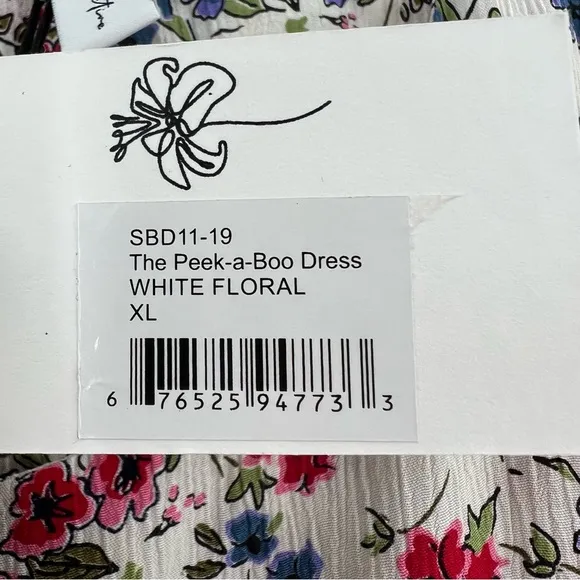 SBD11-19
The Peek-a-Boo Dress
WHITE FLORAL
XL
6 76525 94773 3